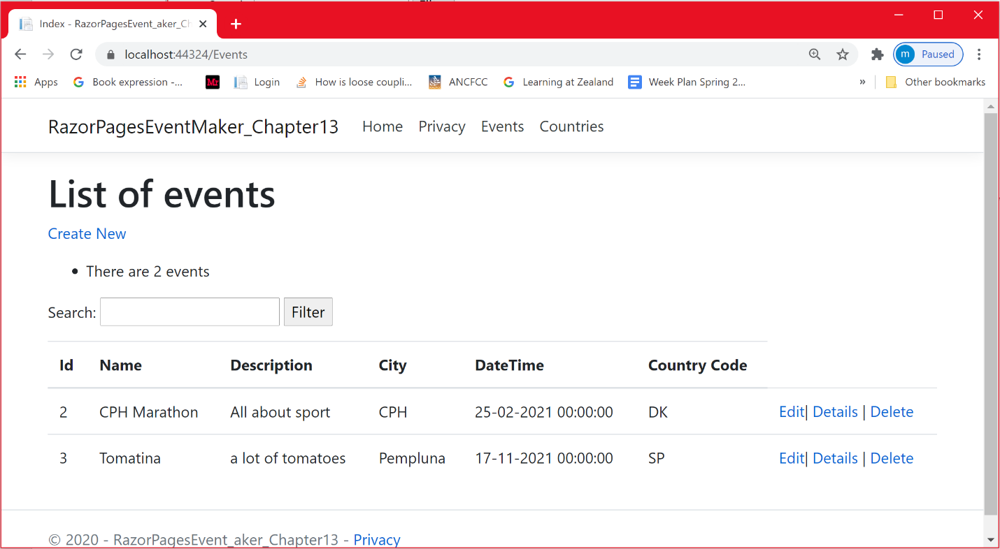 Index - RazorPagesEvent_aker_Ch
localhost:44324/Events
m Paused
Apps Book expression -... Mr Login How is loose coupli... ANCFCC Learning at Zealand Week Plan Spring 2... » Other bookmarks
RazorPagesEventMaker_Chapter13 Home Privacy Events Countries
List of events
Create New
• There are 2 events
Search: Filter
Id Name Description City DateTime Country Code
2 CPH Marathon All about sport CPH 25-02-2021 00:00:00 DK Edit| Details | Delete
3 Tomatina a lot of tomatoes Pempluna 17-11-2021 00:00:00 SP Edit| Details | Delete
© 2020 - RazorPagesEvent_aker_Chapter13 - Privacy